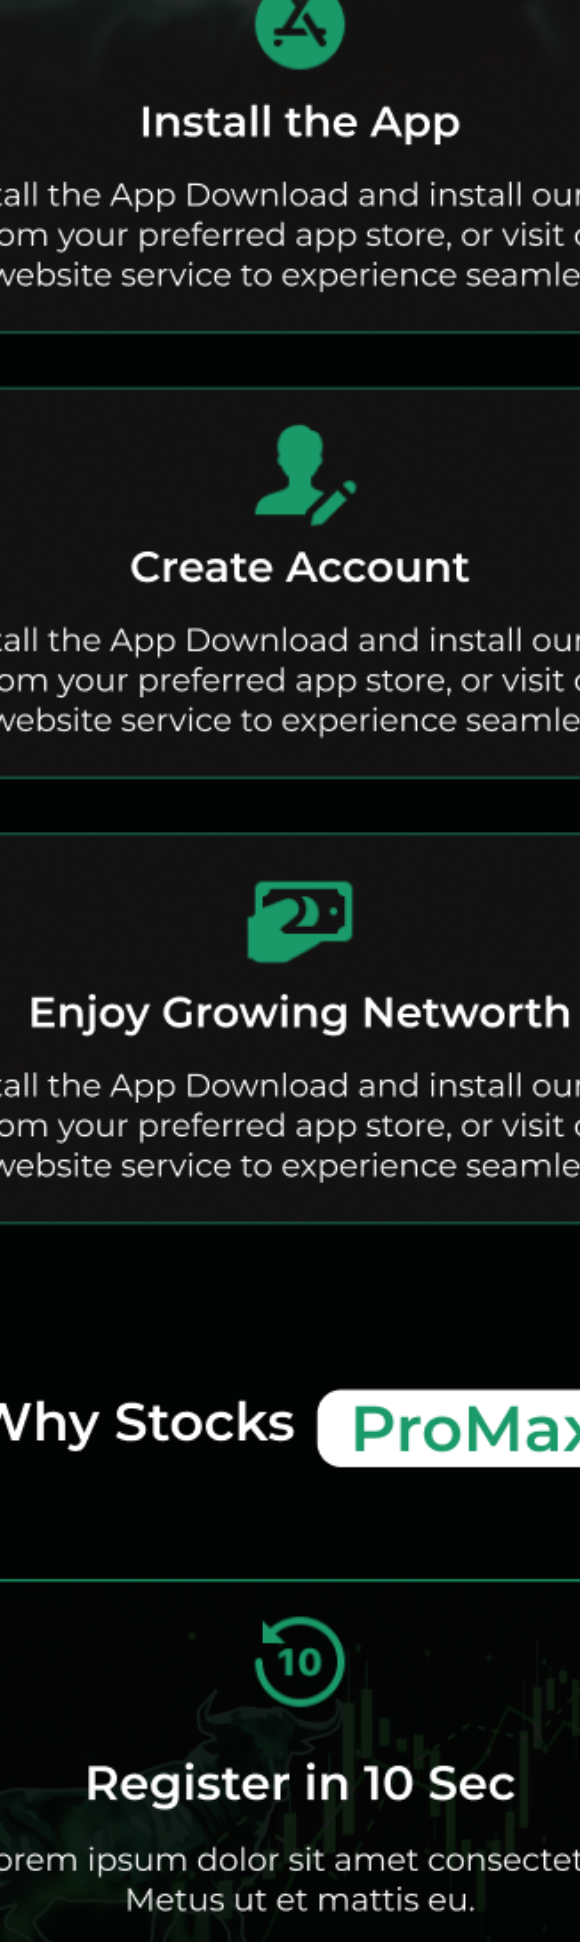 Install the App
tall the App Download and install our
om your preferred app store, or visit
website service to experience seamle
Create Account
tall the App Download and install our
om your preferred app store, or visit
website service to experience seamle
Enjoy Growing Networth
tall the App Download and install our
om your preferred app store, or visit
website service to experience seamle
Why Stocks ProMax
10
Register in 10 Sec
orem ipsum dolor sit amet consectet
Metus ut et mattis eu.